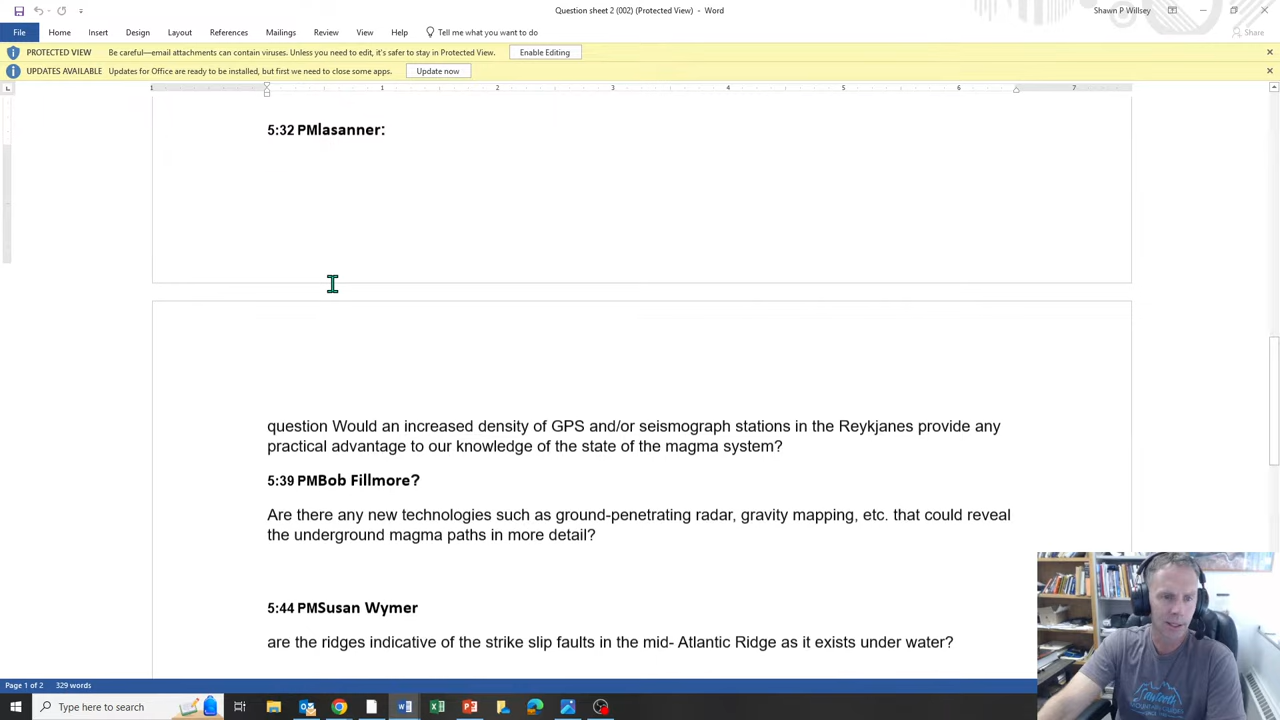 Question sheet 2 (002) (Protected View) - Word
Shawn P Willsey
File Home Insert Design Layout References Mailings Review View Help Tell me what you want to do Share
PROTECTED VIEW Be careful—email attachments can contain viruses. Unless you need to edit, it's safer to stay in Protected View. Enable Editing
UPDATES AVAILABLE Updates for Office are ready to be installed, but first we need to close some apps. Update now
1 1 2 3 4 5 6 7
5:32 PMlasanner:
question Would an increased density of GPS and/or seismograph stations in the Reykjanes provide any
practical advantage to our knowledge of the state of the magma system?
5:39 PMBob Fillmore?
Are there any new technologies such as ground-penetrating radar, gravity mapping, etc. that could reveal
the underground magma paths in more detail?
5:44 PMSusan Wymer
are the ridges indicative of the strike slip faults in the mid- Atlantic Ridge as it exists under water?
Page 1 of 2 329 words
Type here to search